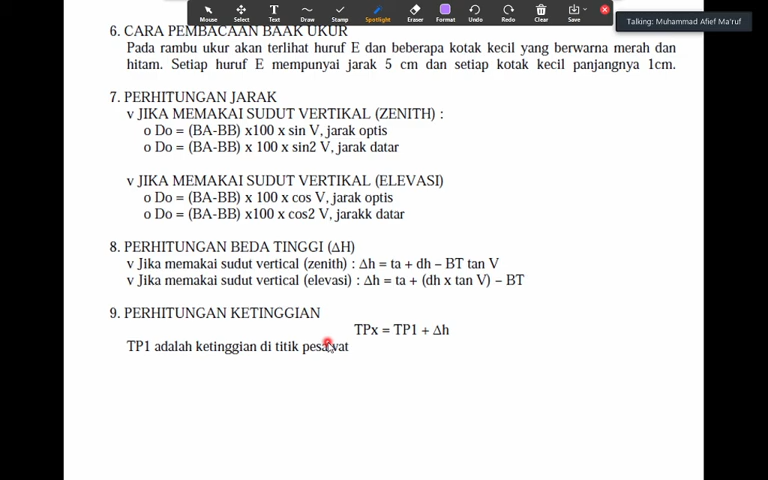 Mouse Select Text Draw Stamp Spotlight Eraser Format Undo Redo Clear Save
Talking: Muhammad Afief Ma'ruf
6. CARA PEMBACAAN BAAK UKUR
Pada rambu ukur akan terlihat huruf E dan beberapa kotak kecil yang berwarna merah dan
hitam. Setiap huruf E mempunyai jarak 5 cm dan setiap kotak kecil panjangnya 1cm.
7. PERHITUNGAN JARAK
v JIKA MEMAKAI SUDUT VERTIKAL (ZENITH) :
o Do = (BA-BB) x100 x sin V, jarak optis
o Do = (BA-BB) x 100 x sin2 V, jarak datar
v JIKA MEMAKAI SUDUT VERTIKAL (ELEVASI)
o Do = (BA-BB) x 100 x cos V, jarak optis
o Do = (BA-BB) x100 x cos2 V, jarakk datar
8. PERHITUNGAN BEDA TINGGI (∆H)
v Jika memakai sudut vertical (zenith) : ∆h = ta + dh – BT tan V
v Jika memakai sudut vertical (elevasi) : ∆h = ta + (dh x tan V) – BT
9. PERHITUNGAN KETINGGIAN
TPx = TP1 + ∆h
TP1 adalah ketinggian di titik pesawat